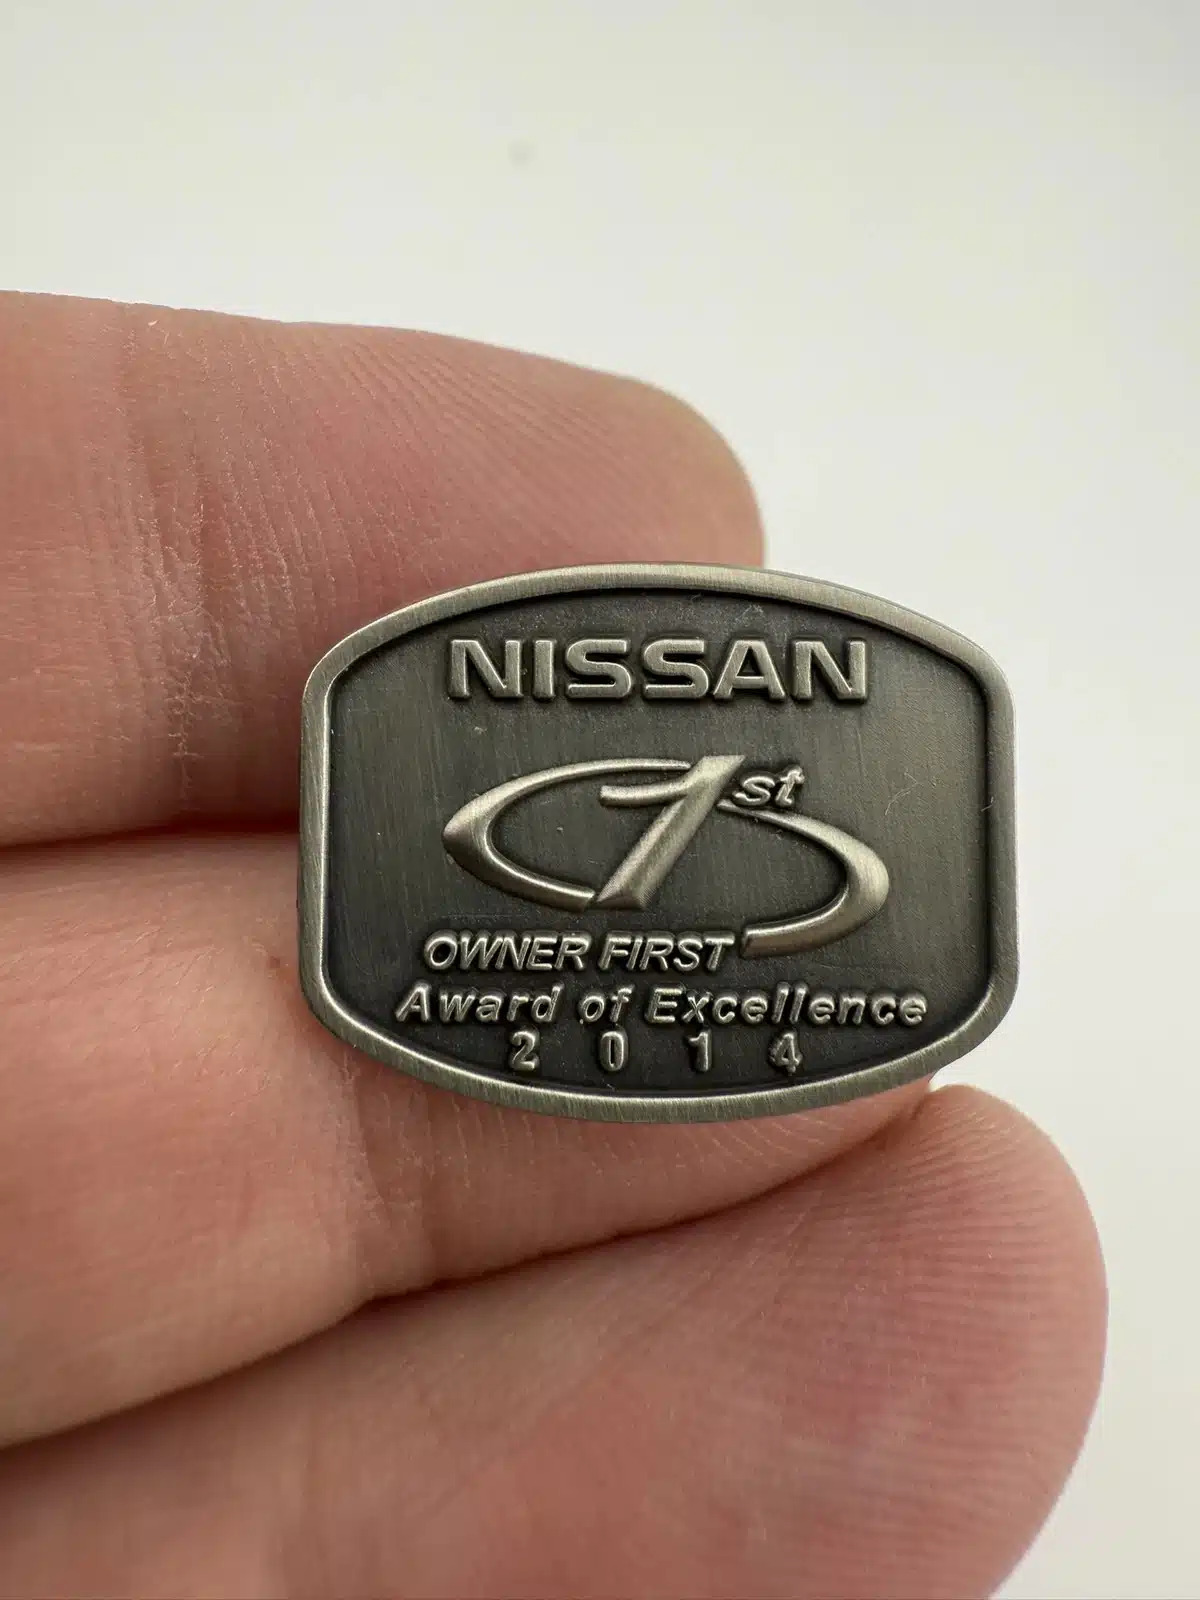 NISSAN
1st
OWNER FIRST
Award of Excellence
2014